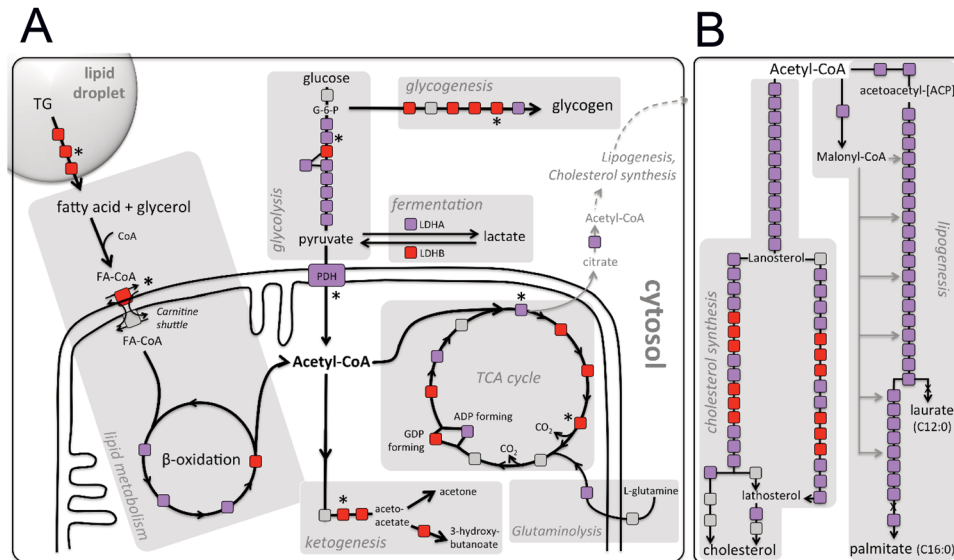 A
lipid
droplet
TG
*
fatty acid + glycerol
CoA
FA-CoA
*
Carnitine
shuttle
FA-CoA
lipid metabolism
β-oxidation
glucose
G-6-P
*
glycolysis
pyruvate
PDH
*
glycogenesis
glycogen
*
fermentation
LDHA
lactate
LDHB
Lipogenesis,
Cholesterol synthesis
Acetyl-CoA
citrate
cytosol
Acetyl-CoA
*
TCA cycle
ADP forming
GDP
forming
CO2
*
CO2
L-glutamine
Glutaminolysis
*
aceto-
acetate
acetone
3-hydroxy-
butanoate
ketogenesis
B
Acetyl-CoA
acetoacetyl-[ACP]
Malonyl-CoA
lipogenesis
Lanosterol
cholesterol synthesis
lathosterol
cholesterol
laurate
(C12:0)
palmitate (C16:0)